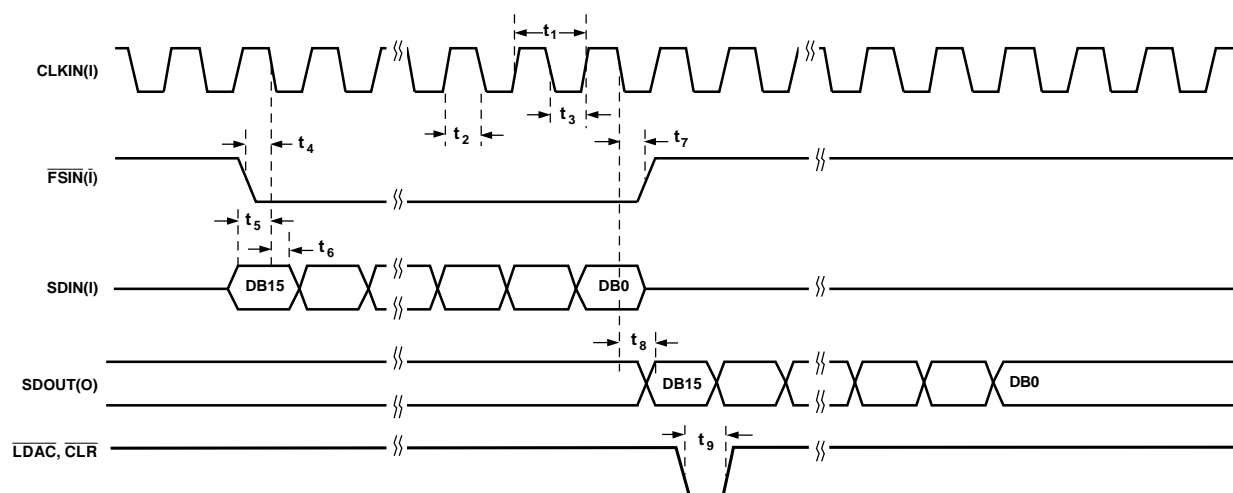 t1
CLKIN(I)
t2
t3
t4
t7
FSIN(I)
t5
t6
SDIN(I)
DB15
DB0
t8
SDOUT(O)
DB15
DB0
t9
LDAC, CLR